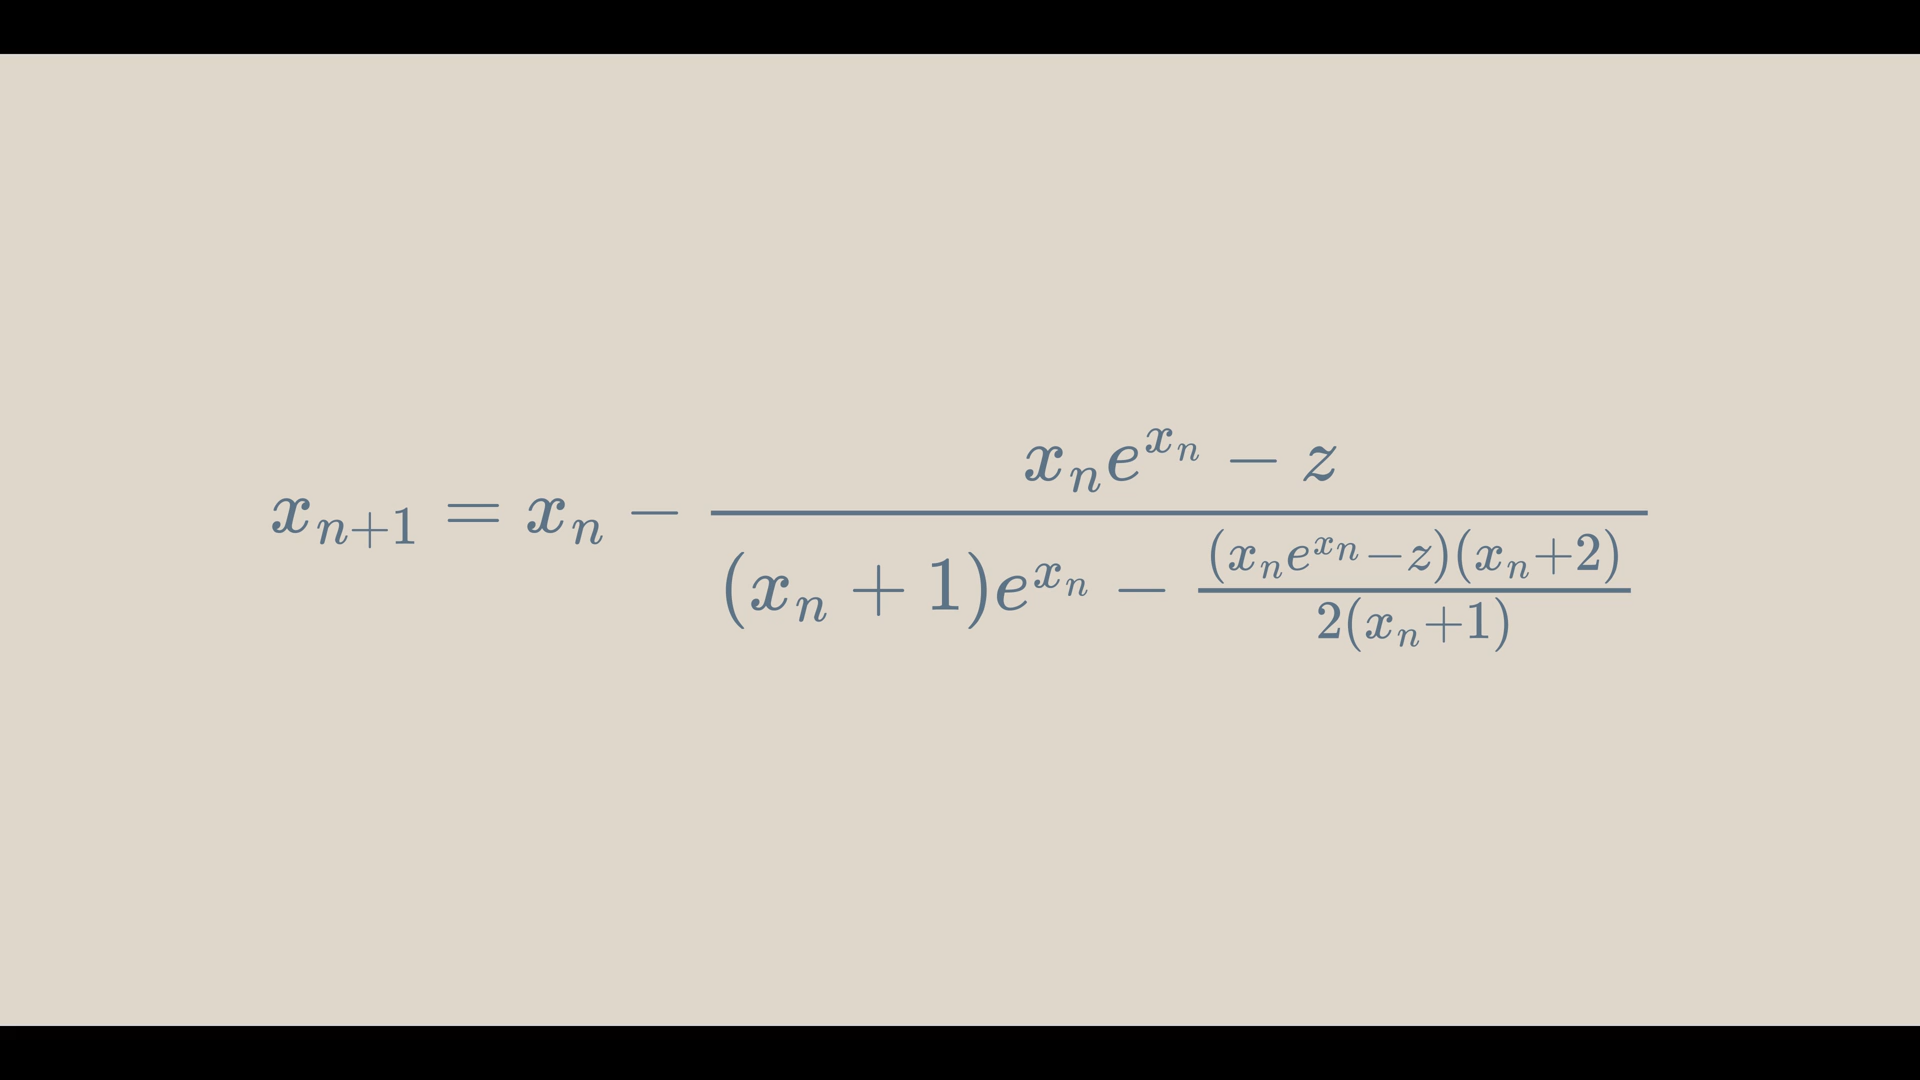 x_{n+1} = x_n - \frac{x_n e^{x_n} - z}{(x_n + 1)e^{x_n} - \frac{(x_n e^{x_n} - z)(x_n + 2)}{2(x_n + 1)}}